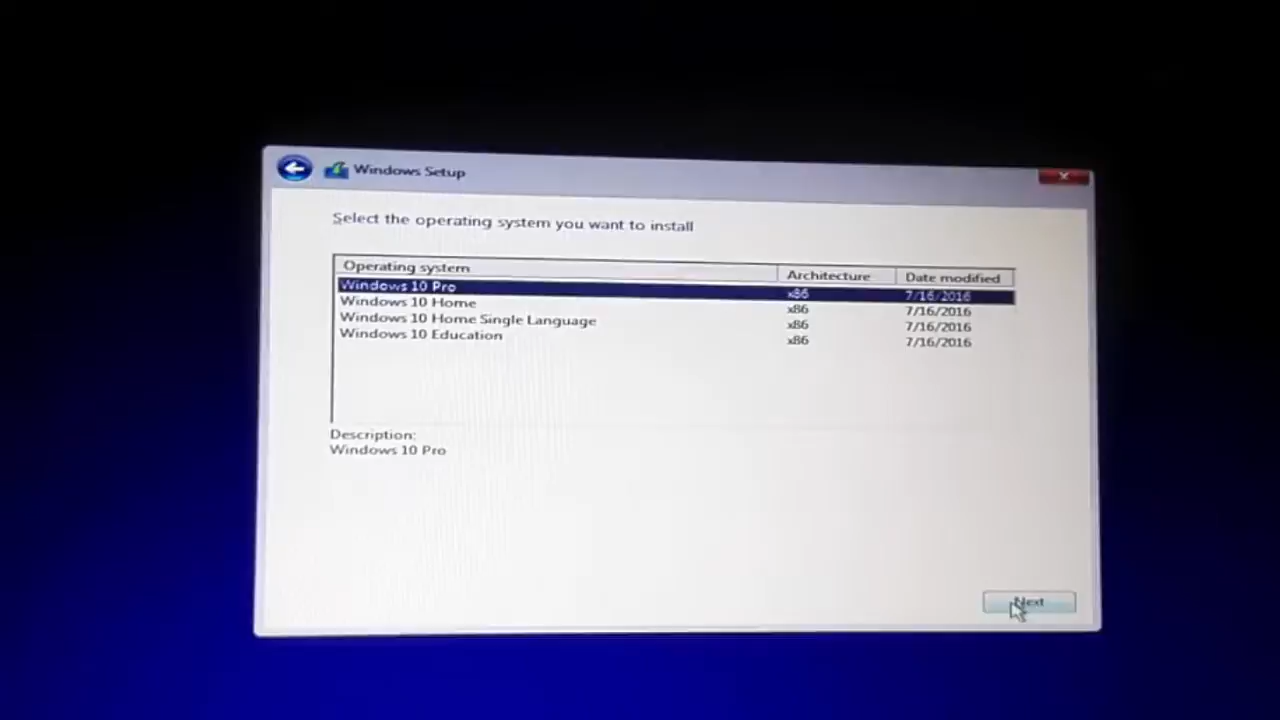 Windows Setup
Select the operating system you want to install
Operating system Architecture Date modified
Windows 10 Pro x86 7/16/2016
Windows 10 Home x86 7/16/2016
Windows 10 Home Single Language x86 7/16/2016
Windows 10 Education x86 7/16/2016
Description:
Windows 10 Pro
Next